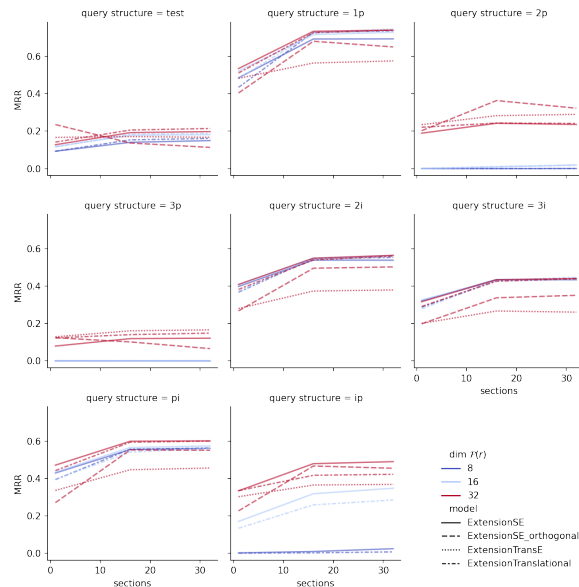 query structure = test
query structure = 1p
query structure = 2p
0.6
0.4
0.2
0.0
MRR
query structure = 3p
query structure = 2i
query structure = 3i
0.6
0.4
0.2
0.0
MRR
0
10
20
30
sections
query structure = pi
query structure = ip
0.6
0.4
0.2
0.0
MRR
0
10
20
30
sections
0
10
20
30
sections
dim F(r)
8
16
32
model
ExtensionSE
ExtensionSE_orthogonal
ExtensionTransE
ExtensionTranslational